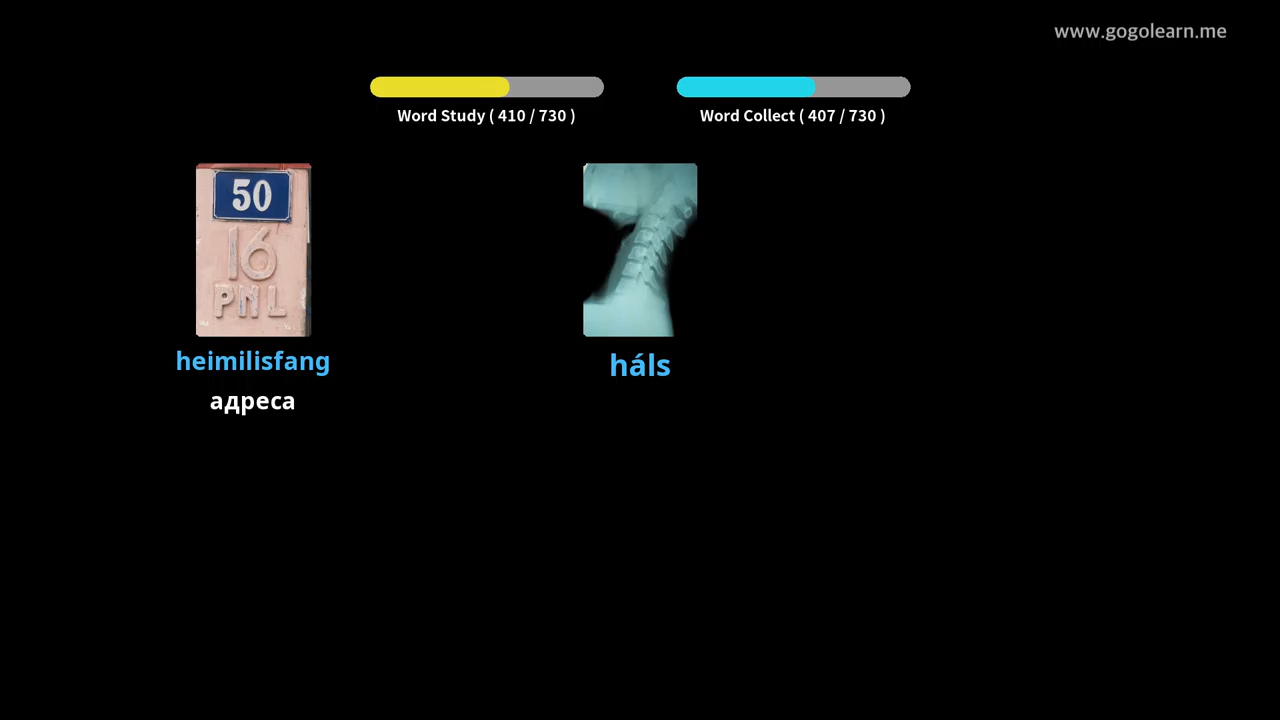 www.gogolearn.me
Word Study ( 410 / 730 )
Word Collect ( 407 / 730 )
50
16
PNL
heimilisfang
háls
адреса